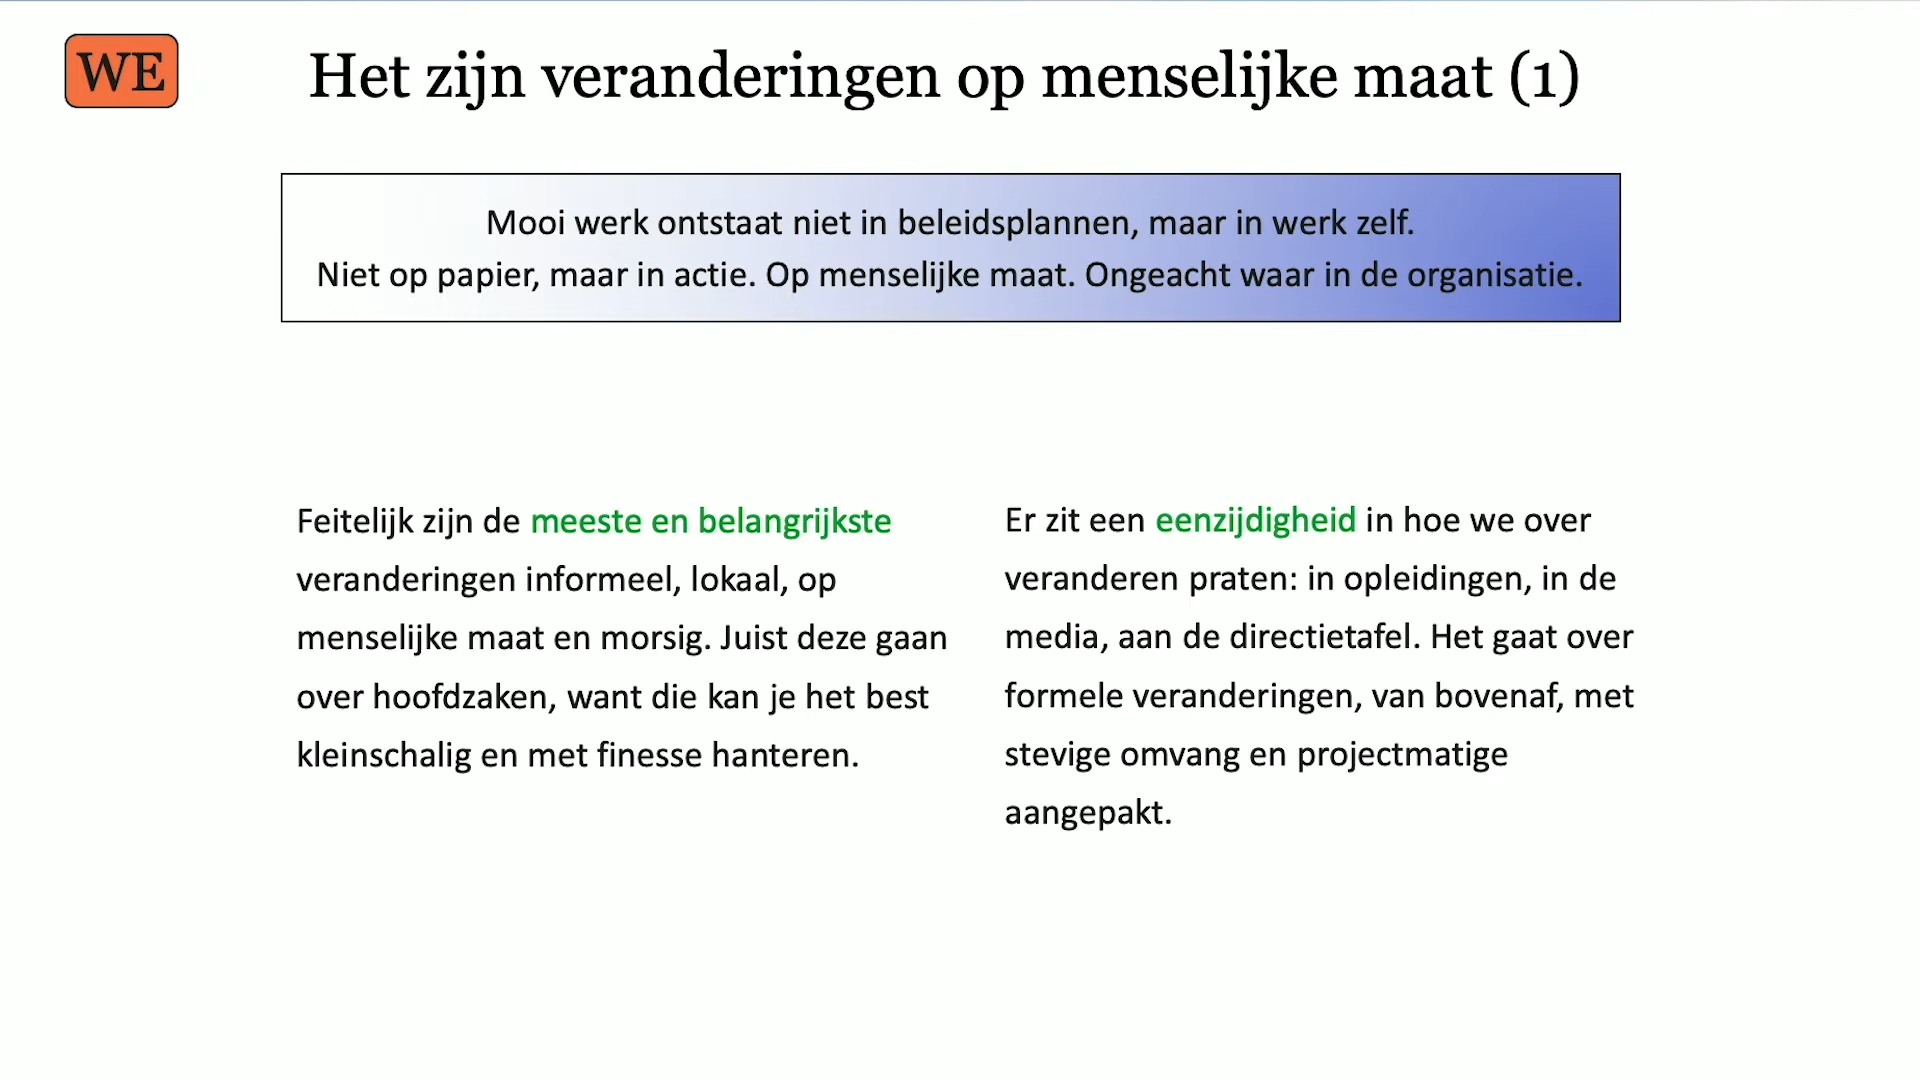 WE
Het zijn veranderingen op menselijke maat (1)
Mooi werk ontstaat niet in beleidsplannen, maar in werk zelf.
Niet op papier, maar in actie. Op menselijke maat. Ongeacht waar in de organisatie.
Feitelijk zijn de meeste en belangrijkste
veranderingen informeel, lokaal, op
menselijke maat en morsig. Juist deze gaan
over hoofdzaken, want die kan je het best
kleinschalig en met finesse hanteren.
Er zit een eenzijdigheid in hoe we over
veranderen praten: in opleidingen, in de
media, aan de directietafel. Het gaat over
formele veranderingen, van bovenaf, met
stevige omvang en projectmatige
aangepakt.